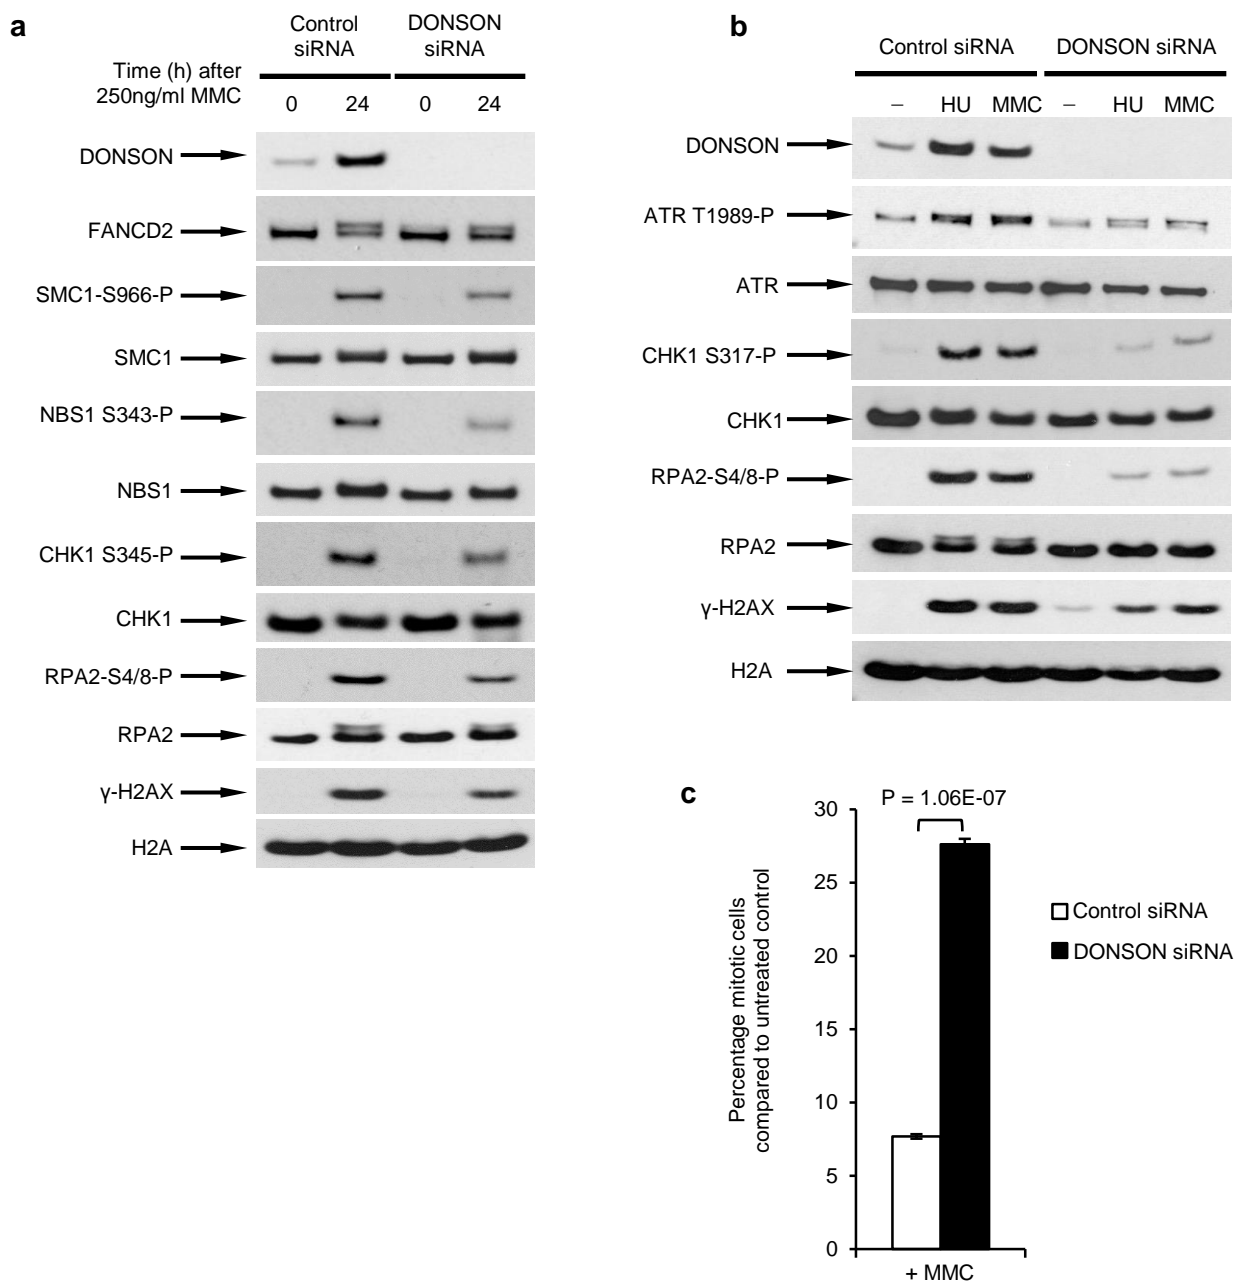 a
Control
siRNA
DONSON
siRNA
Time (h) after
250ng/ml MMC
0 24 0 24
DONSON
FANCD2
SMC1-S966-P
SMC1
NBS1 S343-P
NBS1
CHK1 S345-P
CHK1
RPA2-S4/8-P
RPA2
γ-H2AX
H2A
b
Control siRNA DONSON siRNA
– HU MMC – HU MMC
DONSON
ATR T1989-P
ATR
CHK1 S317-P
CHK1
RPA2-S4/8-P
RPA2
γ-H2AX
H2A
c
P = 1.06E-07
Percentage mitotic cells
compared to untreated control
30
25
20
15
10
5
0
+ MMC
Control siRNA
DONSON siRNA